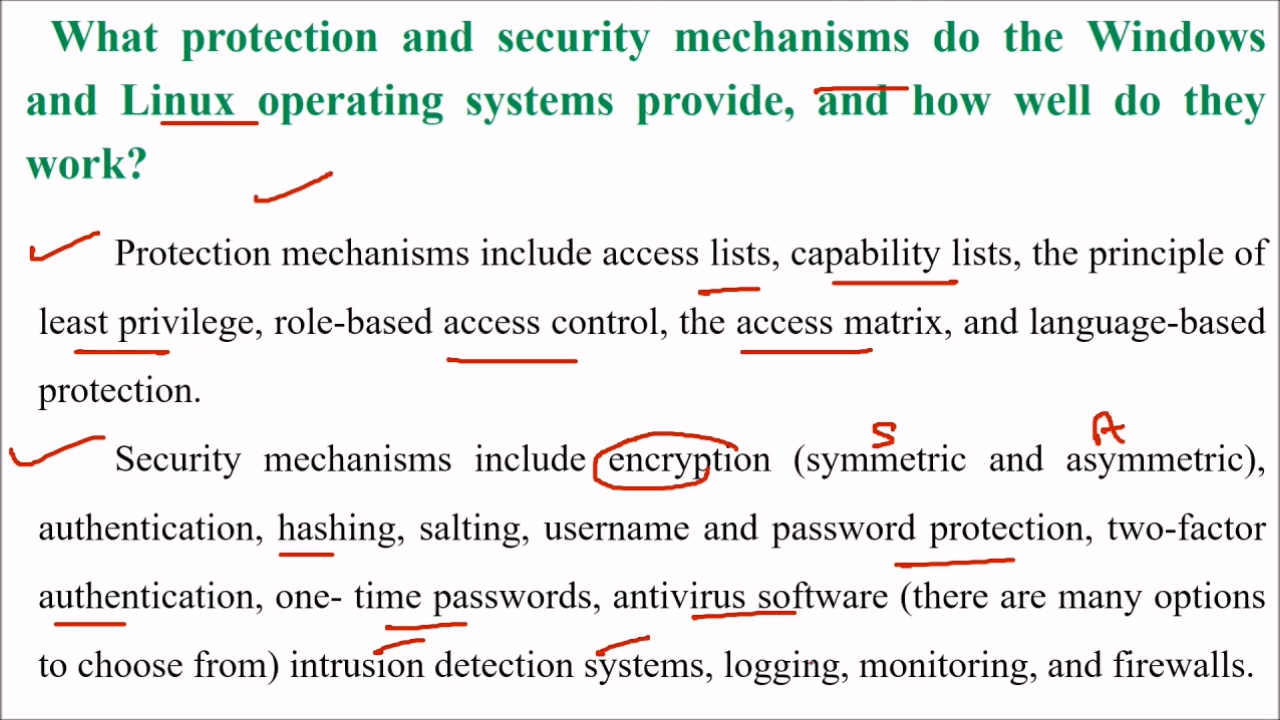 What protection and security mechanisms do the Windows
and Linux operating systems provide, and how well do they
work?
Protection mechanisms include access lists, capability lists, the principle of
least privilege, role-based access control, the access matrix, and language-based
protection.
S A
Security mechanisms include encryption (symmetric and asymmetric),
authentication, hashing, salting, username and password protection, two-factor
authentication, one- time passwords, antivirus software (there are many options
to choose from) intrusion detection systems, logging, monitoring, and firewalls.